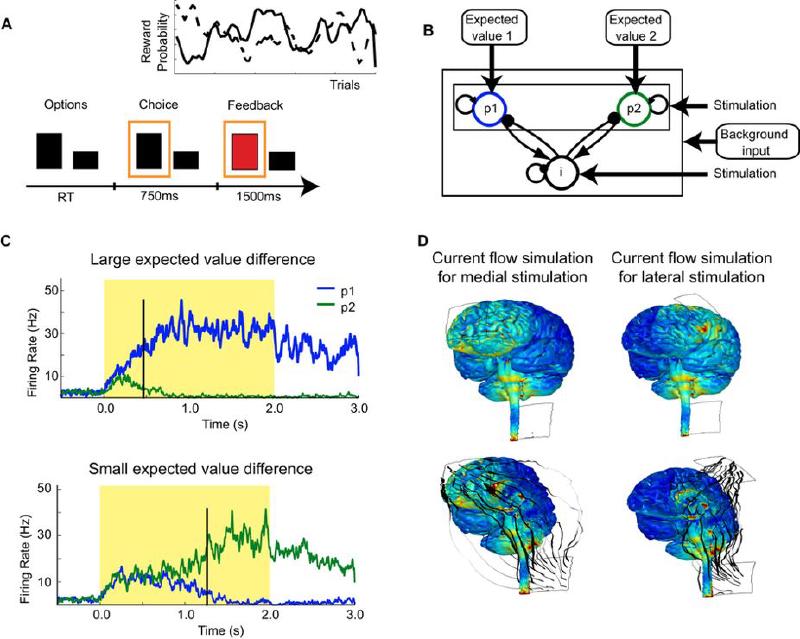 A
Reward
Probability
Trials
Options
Choice
Feedback
RT
750ms
1500ms
B
Expected
value 1
Expected
value 2
p1
p2
Stimulation
Background
input
i
Stimulation
C
Large expected value difference
p1
p2
Firing Rate (Hz)
50
30
10
0.0 1.0 2.0 3.0
Time (s)
Small expected value difference
Firing Rate (Hz)
50
30
10
0.0 1.0 2.0 3.0
Time (s)
D
Current flow simulation
for medial stimulation
Current flow simulation
for lateral stimulation